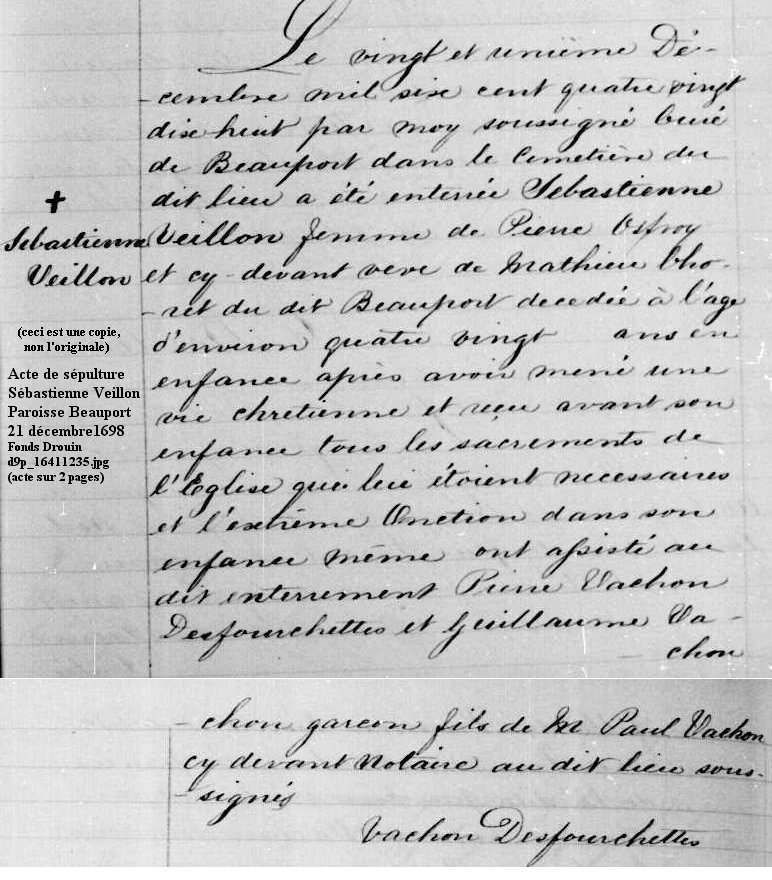 Le vingt et unième Dé-
-cembre mil six cent quatre vingt
dix huit par moy soussigné Curé
de Beauport dans le Cemetière du
dit lieu a été enterrée Sebastienne
Veillon femme de Pierre Osfroy
et cy-devant veve de Mathieu Cho-
-ret du dit Beauport decedée à l'age
d'environ quatre vingt ans en
enfance après avoir mené une
vie chretienne et reçu avant son
enfance tous les sacrements de
l'Eglise qui lui étoient necessaires
et l'extrême Onction dans son
enfance même ont assisté au
dit enterrement Pierre Vachon
Desfourchettes et Guillaume Va-
chon
✝
Sebastienne
Veillon
(ceci est une copie,
non l'originale)
Acte de sépulture
Sébastienne Veillon
Paroisse Beauport
21 décembre1698
Fonds Drouin
d9p_16411235.jpg
(acte sur 2 pages)
-chon garcon fils de M Paul Vachon
cy devant Notaire au dit lieu sous-
-signés
Vachon Desfourchettes